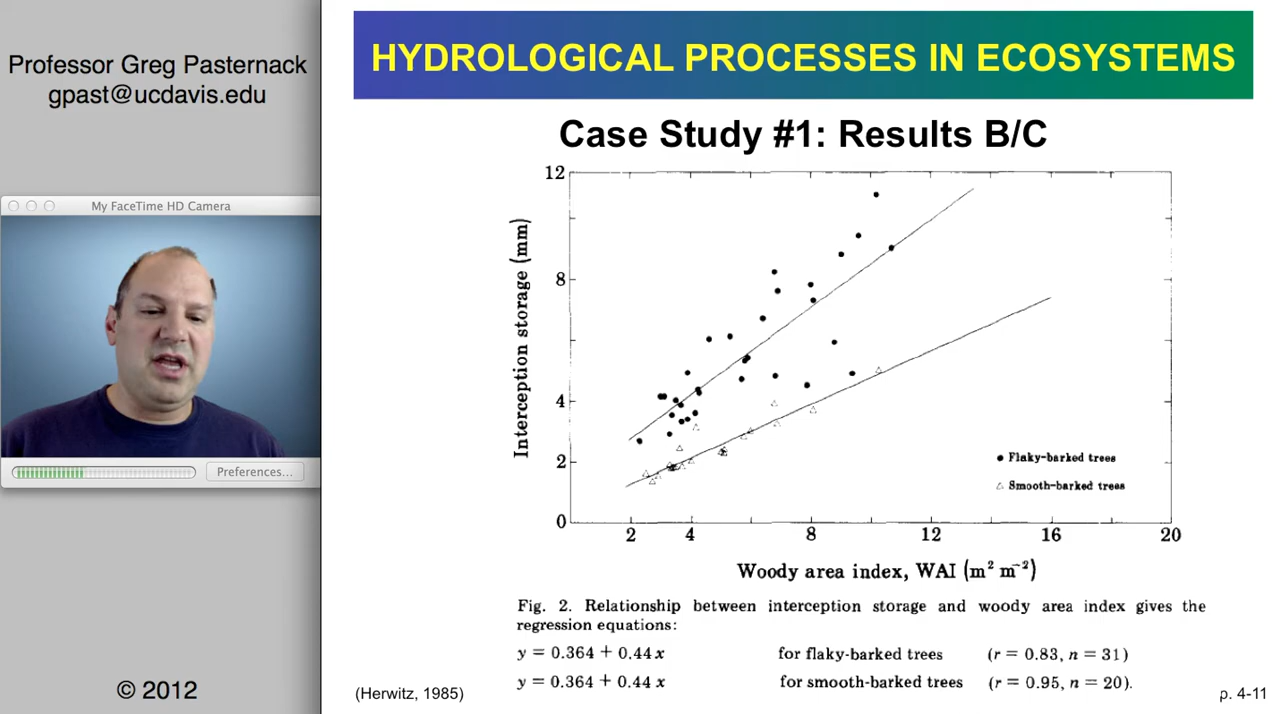 Professor Greg Pasternack
gpast@ucdavis.edu
My FaceTime HD Camera
Preferences...
© 2012
HYDROLOGICAL PROCESSES IN ECOSYSTEMS
Case Study #1: Results B/C
12
8
4
2
0
Interception storage (mm)
Flaky-barked trees
Smooth-barked trees
2 4 8 12 16 20
Woody area index, WAI (m² m⁻²)
Fig. 2. Relationship between interception storage and woody area index gives the
regression equations:
y = 0.364 + 0.44 x for flaky-barked trees (r = 0.83, n = 31)
y = 0.364 + 0.44 x for smooth-barked trees (r = 0.95, n = 20).
(Herwitz, 1985)
p. 4-11